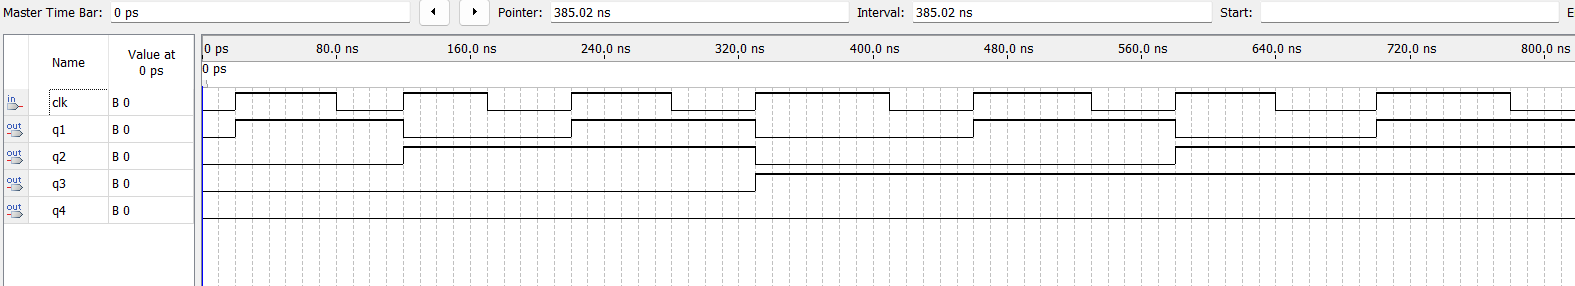 Master Time Bar: 0 ps Pointer: 385.02 ns Interval: 385.02 ns Start: E
Name Value at 0 ps
0 ps 80.0 ns 160.0 ns 240.0 ns 320.0 ns 400.0 ns 480.0 ns 560.0 ns 640.0 ns 720.0 ns 800.0 ns
0 ps
in clk B 0
out q1 B 0
out q2 B 0
out q3 B 0
out q4 B 0